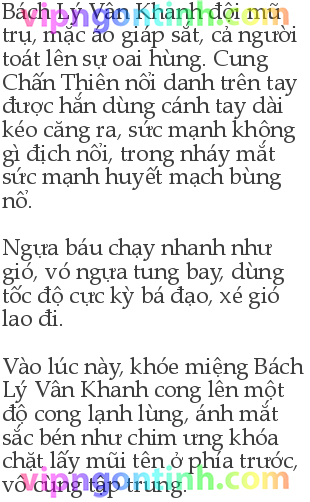 Bách Lý Vân Khanh đội mũ
vipngontinh.com
trụ, mặc áo giáp sắt, cả người
toát lên sự oai hùng. Cung
Chấn Thiên nổi danh trên tay
được hắn dùng cánh tay dài
kéo căng ra, sức mạnh không
gì địch nổi, trong nháy mắt
sức mạnh huyết mạch bùng
nổ.
Ngựa báu chạy nhanh như
gió, vó ngựa tung bay, dùng
tốc độ cực kỳ bá đạo, xé gió
lao đi.
Vào lúc này, khóe miệng Bách
Lý Vân Khanh cong lên một
độ cong lạnh lùng, ánh mắt
sắc bén như chim ưng khóa
chặt lấy mũi tên ở phía trước,
vô cùng tập trung.
vipngontinh.com